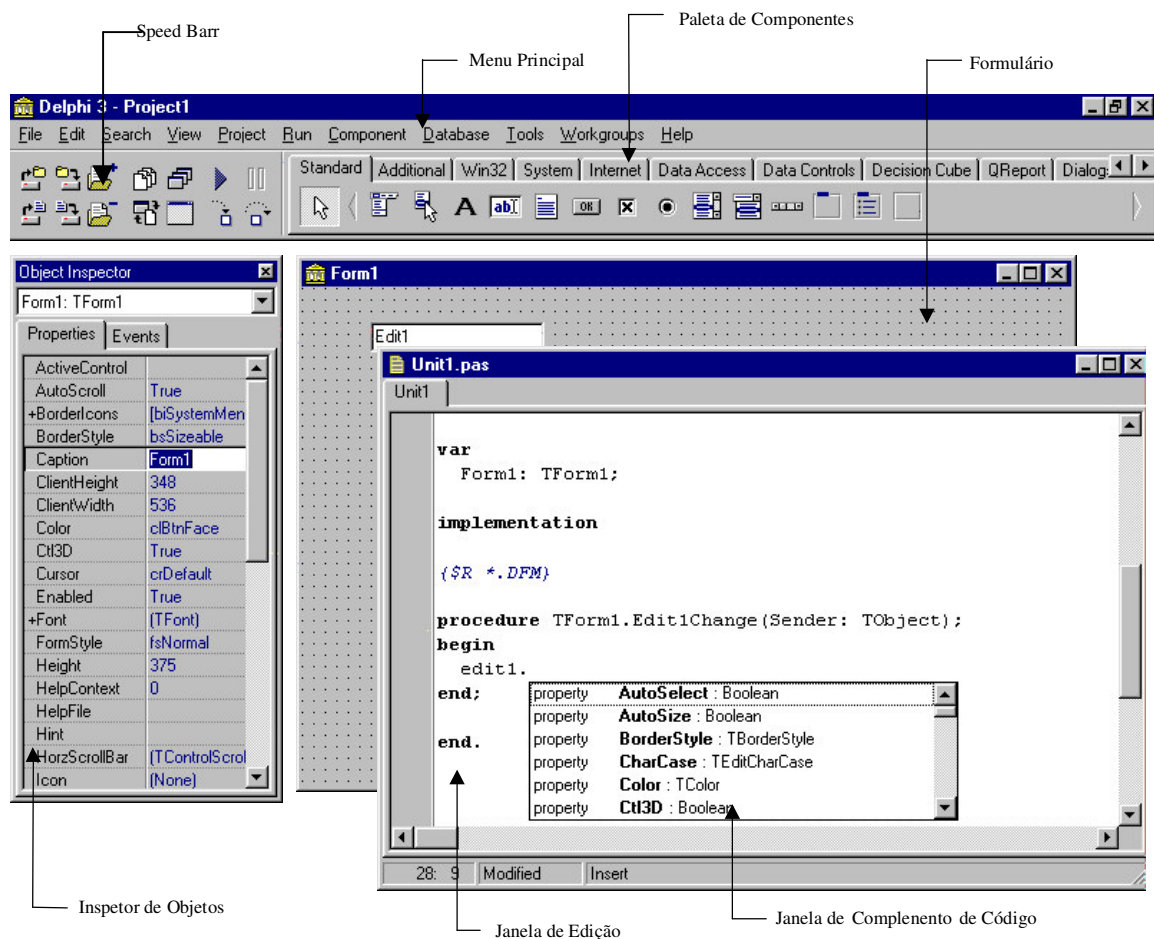 Speed Barr
Paleta de Componentes
Menu Principal
Formulário
Delphi 3 - Project1
File Edit Search View Project Run Component Database Tools Workgroups Help
Standard Additional Win32 System Internet Data Access Data Controls Decision Cube QReport Dialogs
A ab OK
Object Inspector
Form1: TForm1
Properties Events
ActiveControl
AutoScroll True
+BorderIcons [biSystemMen
BorderStyle bsSizeable
Caption Form1
ClientHeight 348
ClientWidth 536
Color clBtnFace
Ctl3D True
Cursor crDefault
Enabled True
+Font (TFont)
FormStyle fsNormal
Height 375
HelpContext 0
HelpFile
Hint
HorzScrollBar (TControlScrol
Icon (None)
Form1
Edit1
Unit1.pas
Unit1
var
Form1: TForm1;
implementation
{$R *.DFM}
procedure TForm1.Edit1Change(Sender: TObject);
begin
edit1.
end;
end.
property AutoSelect : Boolean
property AutoSize : Boolean
property BorderStyle : TBorderStyle
property CharCase : TEditCharCase
property Color : TColor
property Ctl3D : Boolean
28: 9 Modified Insert
Inspetor de Objetos
Janela de Edição
Janela de Complenento de Código